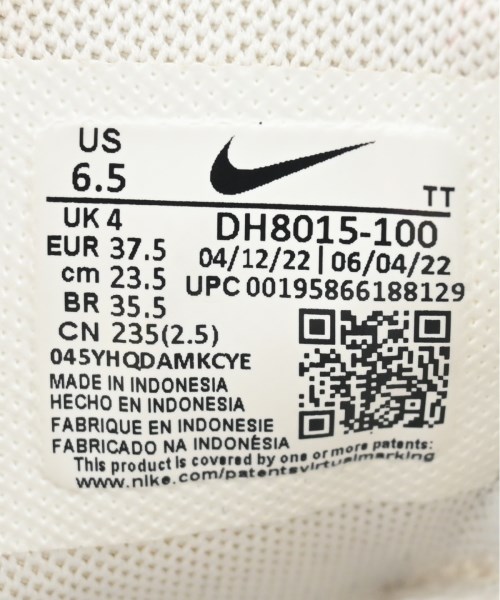 US
6.5
TT
UK 4
EUR 37.5
cm 23.5
BR 35.5
CN 235(2.5)
DH8015-100
04/12/22 | 06/04/22
UPC 00195866188129
045YHQDAMKCYE
MADE IN INDONESIA
HECHO EN INDONESIA
FABRIQUE EN INDONESIE
FABRICADO NA INDONÉSIA
This product is covered by one or more patents:
www.nike.com/patentsvirtualmarking